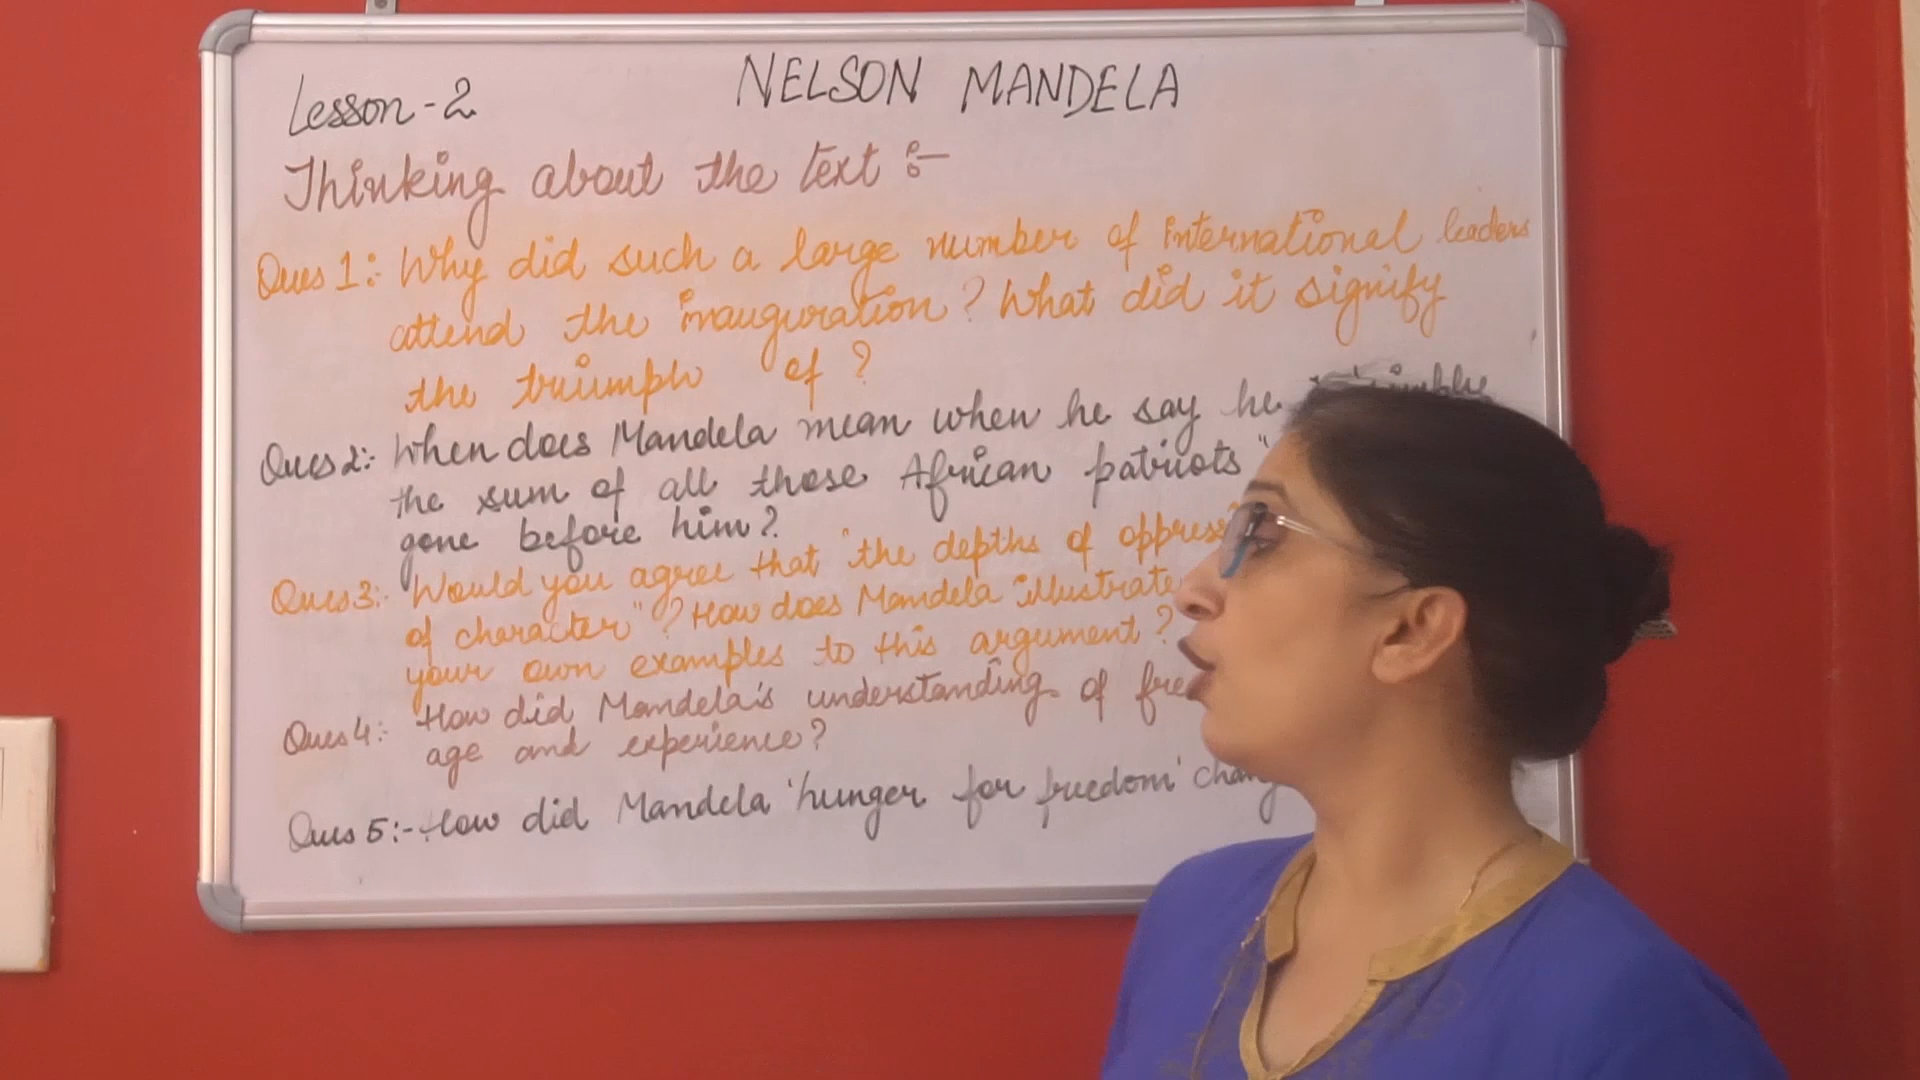 Lesson-2
NELSON MANDELA
Thinking about the text :-
Ques 1:- Why did such a large number of international leaders
attend the inauguration? What did it signify
the triumph of ?
Ques 2:- When does Mandela mean when he say he
the sum of all those African patriots"
gone before him?
Ques 3:- Would you agree that "the depths of
of character"? How does Mandela illustrate
your own examples to this argument?
Ques 4:- How did Mandela's understanding of
age and experience?
Ques 5:- How did Mandela 'hunger for freedom'